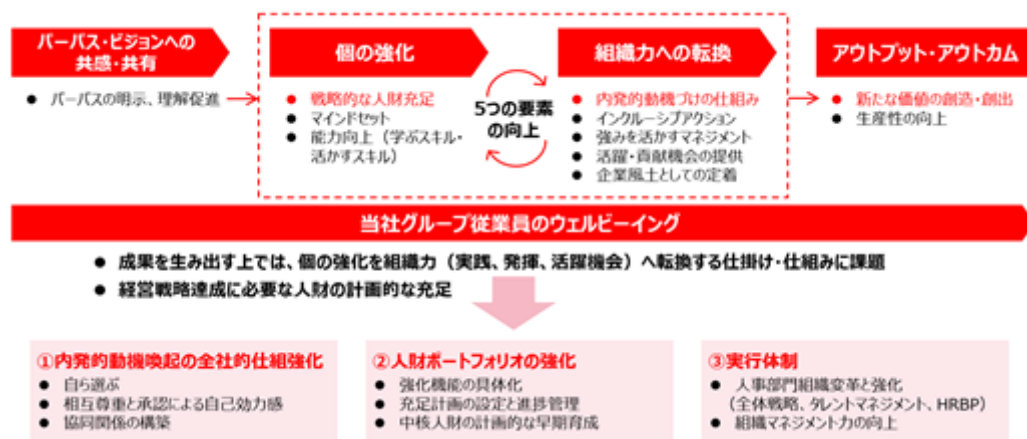 パーパス・ビジョンへの
共感・共有
● パーパスの明示、理解促進
個の強化
● 戦略的な人財充足
● マインドセット
● 能力向上（学ぶスキル・
活かすスキル）
5つの要素
の向上
組織力への転換
● 内発的動機づけの仕組み
● インクルーシブアクション
● 強みを活かすマネジメント
● 活躍・貢献機会の提供
● 企業風土としての定着
アウトプット・アウトカム
● 新たな価値の創造・創出
● 生産性の向上
当社グループ従業員のウェルビーイング
● 成果を生み出す上では、個の強化を組織力（実践、発揮、活躍機会）へ転換する仕掛け・仕組みに課題
● 経営戦略達成に必要な人財の計画的な充足
①内発的動機喚起の全社的仕組強化
● 自ら選ぶ
● 相互尊重と承認による自己効力感
● 協同関係の構築
②人財ポートフォリオの強化
● 強化機能の具体化
● 充足計画の設定と進捗管理
● 中核人財の計画的な早期育成
③実行体制
● 人事部門組織変革と強化
（全体戦略、タレントマネジメント、HRBP）
● 組織マネジメント力の向上